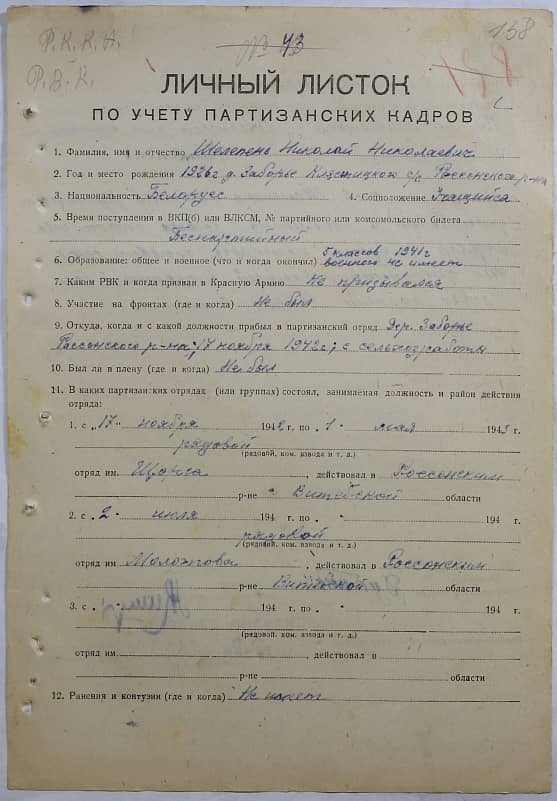 Р.К.К.А.
№ 43
158
Р.В.К.
ЛИЧНЫЙ ЛИСТОК
ПО УЧЕТУ ПАРТИЗАНСКИХ КАДРОВ
1. Фамилия, имя и отчество Шелепень Николай Николаевич
2. Год и место рождения 1926г д. Заборье Клястицкого с/с Россонского р-на
3. Национальность Белорус 4. Соцположение Учащийся
5. Время поступления в ВКП(б) или ВЛКСМ, № партийного или комсомольского билета
Беспартийный
6. Образование: общее и военное (что и когда окончил) 5 классов 1941г
военного не имеет
7. Каким РВК и когда призван в Красную Армию Не призывался
8. Участие на фронтах (где и когда) Не был
9. Откуда, когда и с какой должности прибыл в партизанский отряд Дер. Заборье
Россонского р-на; 17 ноября 1942г; с сельхоз работы
10. Был ли в плену (где и когда) Не был
11. В каких партизанских отрядах (или группах) состоял, занимаемая должность и район действия
отряда:
1. с „17" ноября 1942 г. по „1" мая 1943 г.
рядовой
(рядовой, ком. взвода и т. д.)
отряд им. Щорса, действовал в Россонским
р-не Витебской области
2. с „2" июля 194 г. по „ " 194 г.
рядовой
(рядовой, ком. взвода и т. д.)
отряд им. , действовал в Россонским
р-не Витебской области
3. с „ " 194 г. по „ " 194 г.
(рядовой, ком. взвода и т. д.)
отряд им. , действовал в
р-не области
12. Ранения и контузии (где и когда) Не имеет